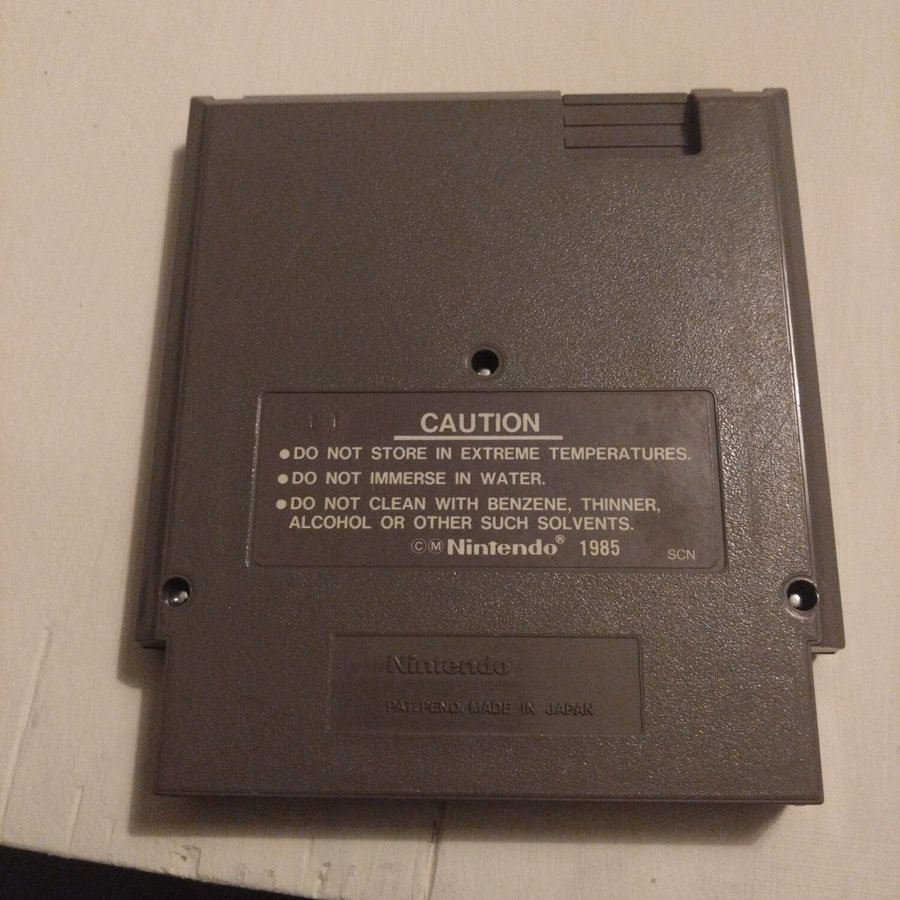 CAUTION
●DO NOT STORE IN EXTREME TEMPERATURES.
●DO NOT IMMERSE IN WATER.
●DO NOT CLEAN WITH BENZENE, THINNER,
ALCOHOL OR OTHER SUCH SOLVENTS.
©Ⓜ Nintendo® 1985 SCN
Nintendo®
PAT. PEND. MADE IN JAPAN